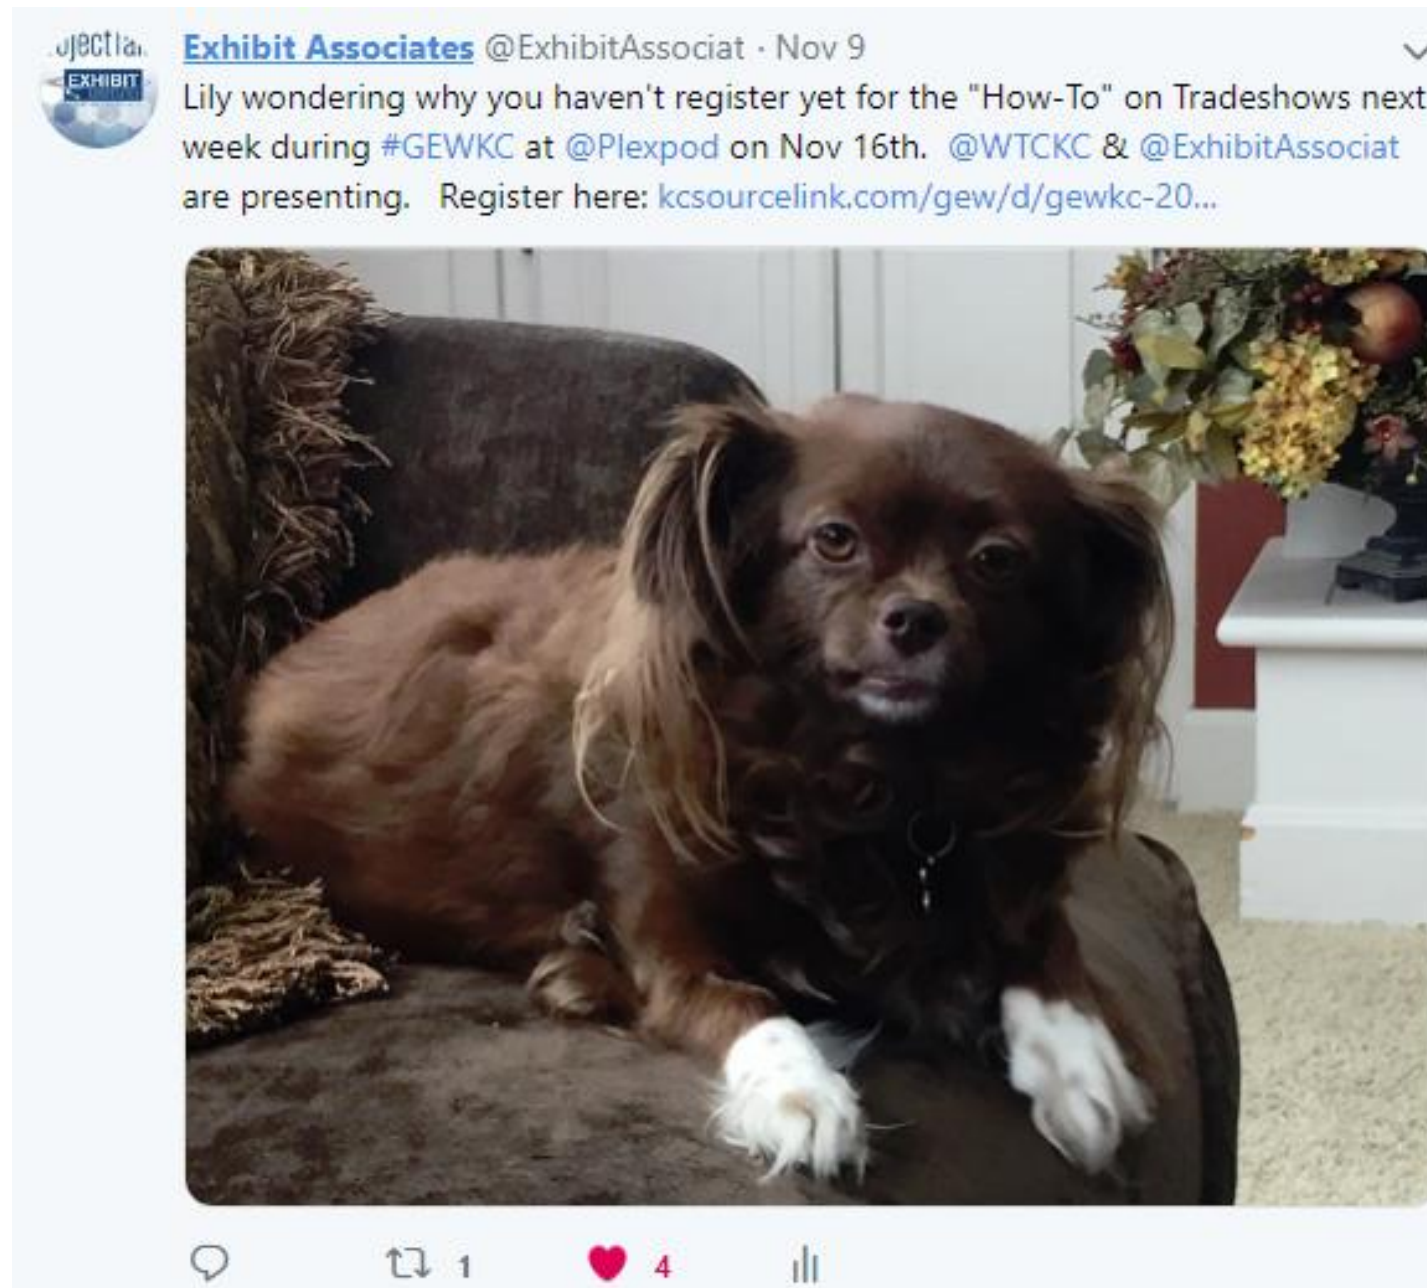 Exhibit Associates @ExhibitAssociat · Nov 9
EXHIBIT
Lily wondering why you haven't register yet for the "How-To" on Tradeshows next
week during #GEWKC at @Plexpod on Nov 16th. @WTCKC & @ExhibitAssociat
are presenting. Register here: kcsourcelink.com/gew/d/gewkc-20...
1 4